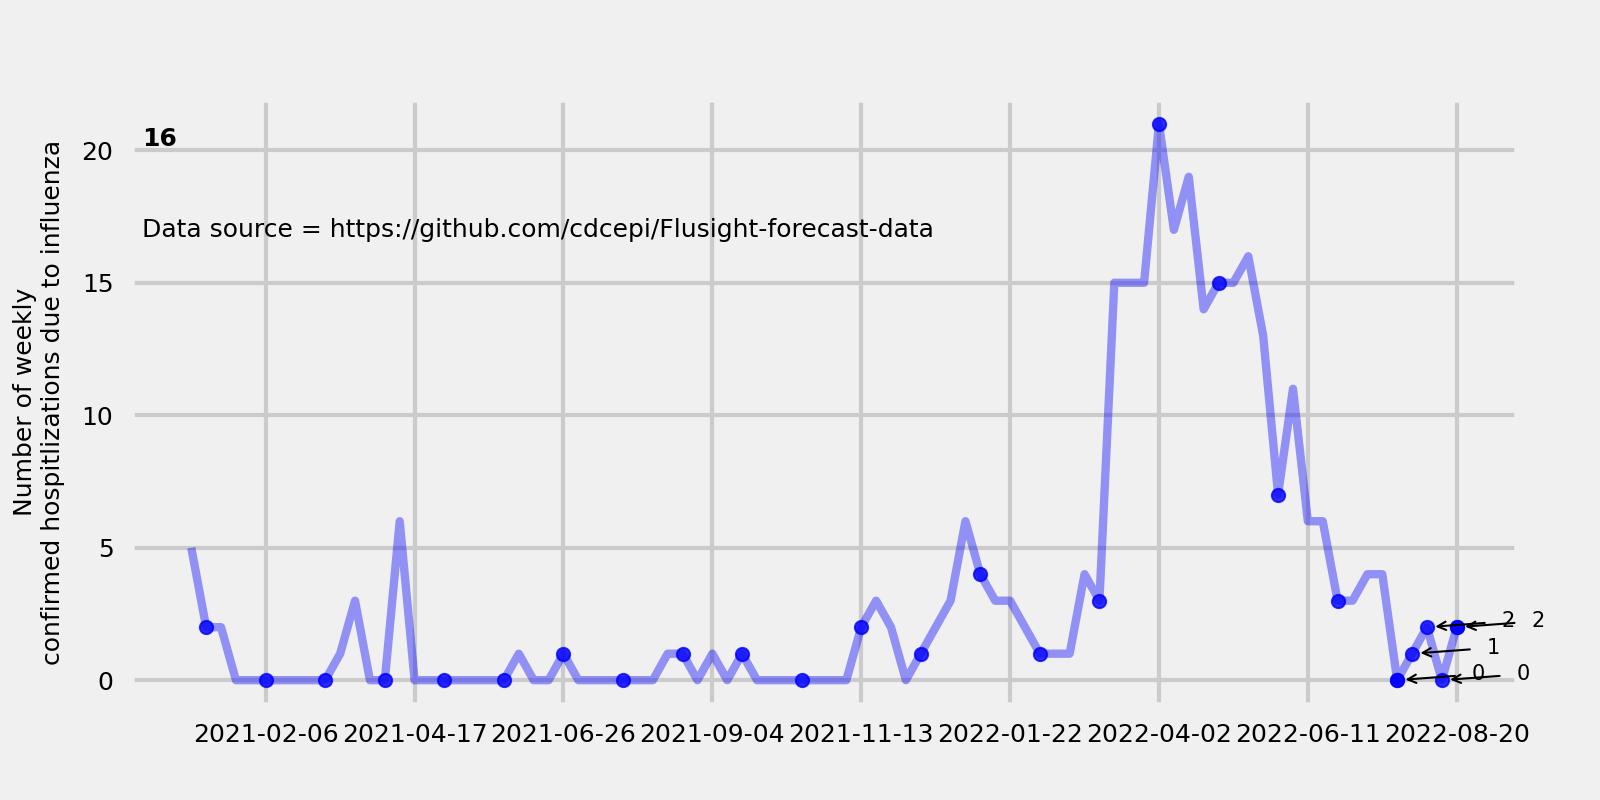 16
Data source = https://github.com/cdcepi/Flusight-forecast-data
Number of weekly
confirmed hospitlizations due to influenza
20
15
10
5
0
2 2
1
0 0
2021-02-06 2021-04-17 2021-06-26 2021-09-04 2021-11-13 2022-01-22 2022-04-02 2022-06-11 2022-08-20